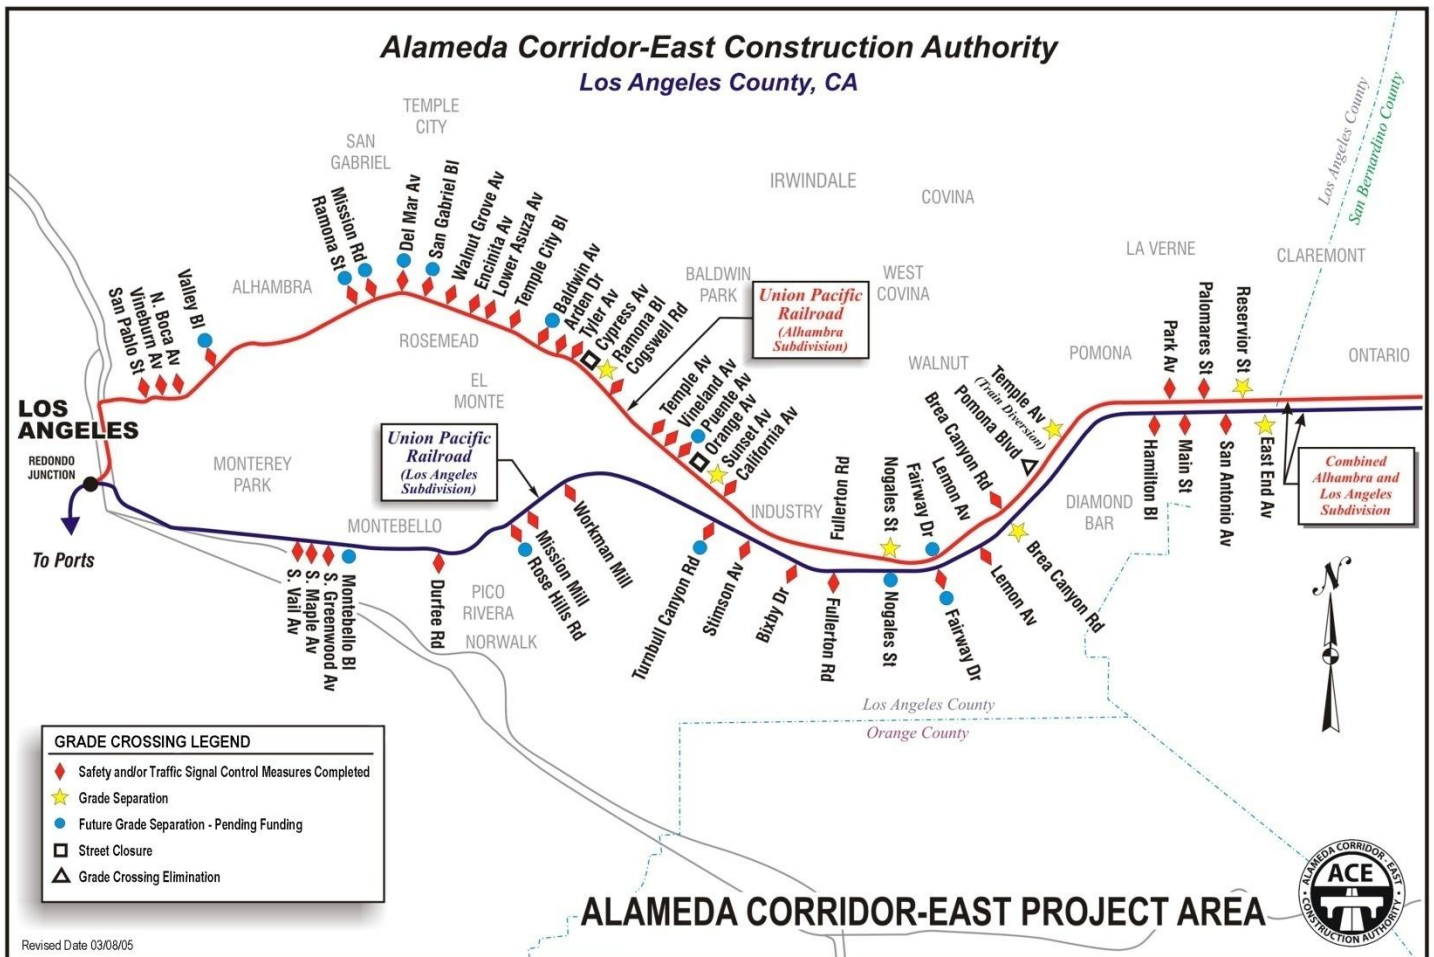 Alameda Corridor-East Construction Authority
Los Angeles County, CA
TEMPLE
CITY
SAN
GABRIEL
IRWINDALE
COVINA
Los Angeles County
San Bernardino County
LA VERNE
CLAREMONT
ALHAMBRA
BALDWIN
PARK
WEST
COVINA
ROSEMEAD
WALNUT
POMONA
ONTARIO
EL
MONTE
San Pablo St
Vineburn Av
N. Boca Av
Valley Bl
Ramona St
Mission Rd
Del Mar Av
San Gabriel Bl
Walnut Grove Av
Encinita Av
Lower Asuza Av
Temple City Bl
Baldwin Av
Arden Dr
Tyler Av
Cypress Av
Ramona Bl
Cogswell Rd
Union Pacific
Railroad
(Alhambra
Subdivision)
Temple Av
Vineland Av
Puente Av
Orange Av
Sunset Av
California Av
Fullerton Rd
Nogales St
Fairway Dr
Lemon Av
Brea Canyon Rd
Pomona Blvd
Temple Av
(Train Diversion)
Park Av
Palomares St
Reservoir St
LOS
ANGELES
REDONDO
JUNCTION
To Ports
MONTEREY
PARK
MONTEBELLO
Union Pacific
Railroad
(Los Angeles
Subdivision)
INDUSTRY
DIAMOND
BAR
PICO
RIVERA
NORWALK
S. Vail Av
S. Maple Av
S. Greenwood Av
Montebello Bl
Durfee Rd
Rose Hills Rd
Mission Mill
Workman Mill
Turnbull Canyon Rd
Stimson Av
Bixby Dr
Fullerton Rd
Nogales St
Fairway Dr
Lemon Av
Brea Canyon Rd
Hamilton Bl
Main St
San Antonio Av
East End Av
Combined
Alhambra and
Los Angeles
Subdivision
N
Los Angeles County
Orange County
GRADE CROSSING LEGEND
Safety and/or Traffic Signal Control Measures Completed
Grade Separation
Future Grade Separation - Pending Funding
Street Closure
Grade Crossing Elimination
ALAMEDA CORRIDOR-EAST PROJECT AREA
ALAMEDA CORRIDOR - EAST
ACE
CONSTRUCTION AUTHORITY
Revised Date 03/08/05